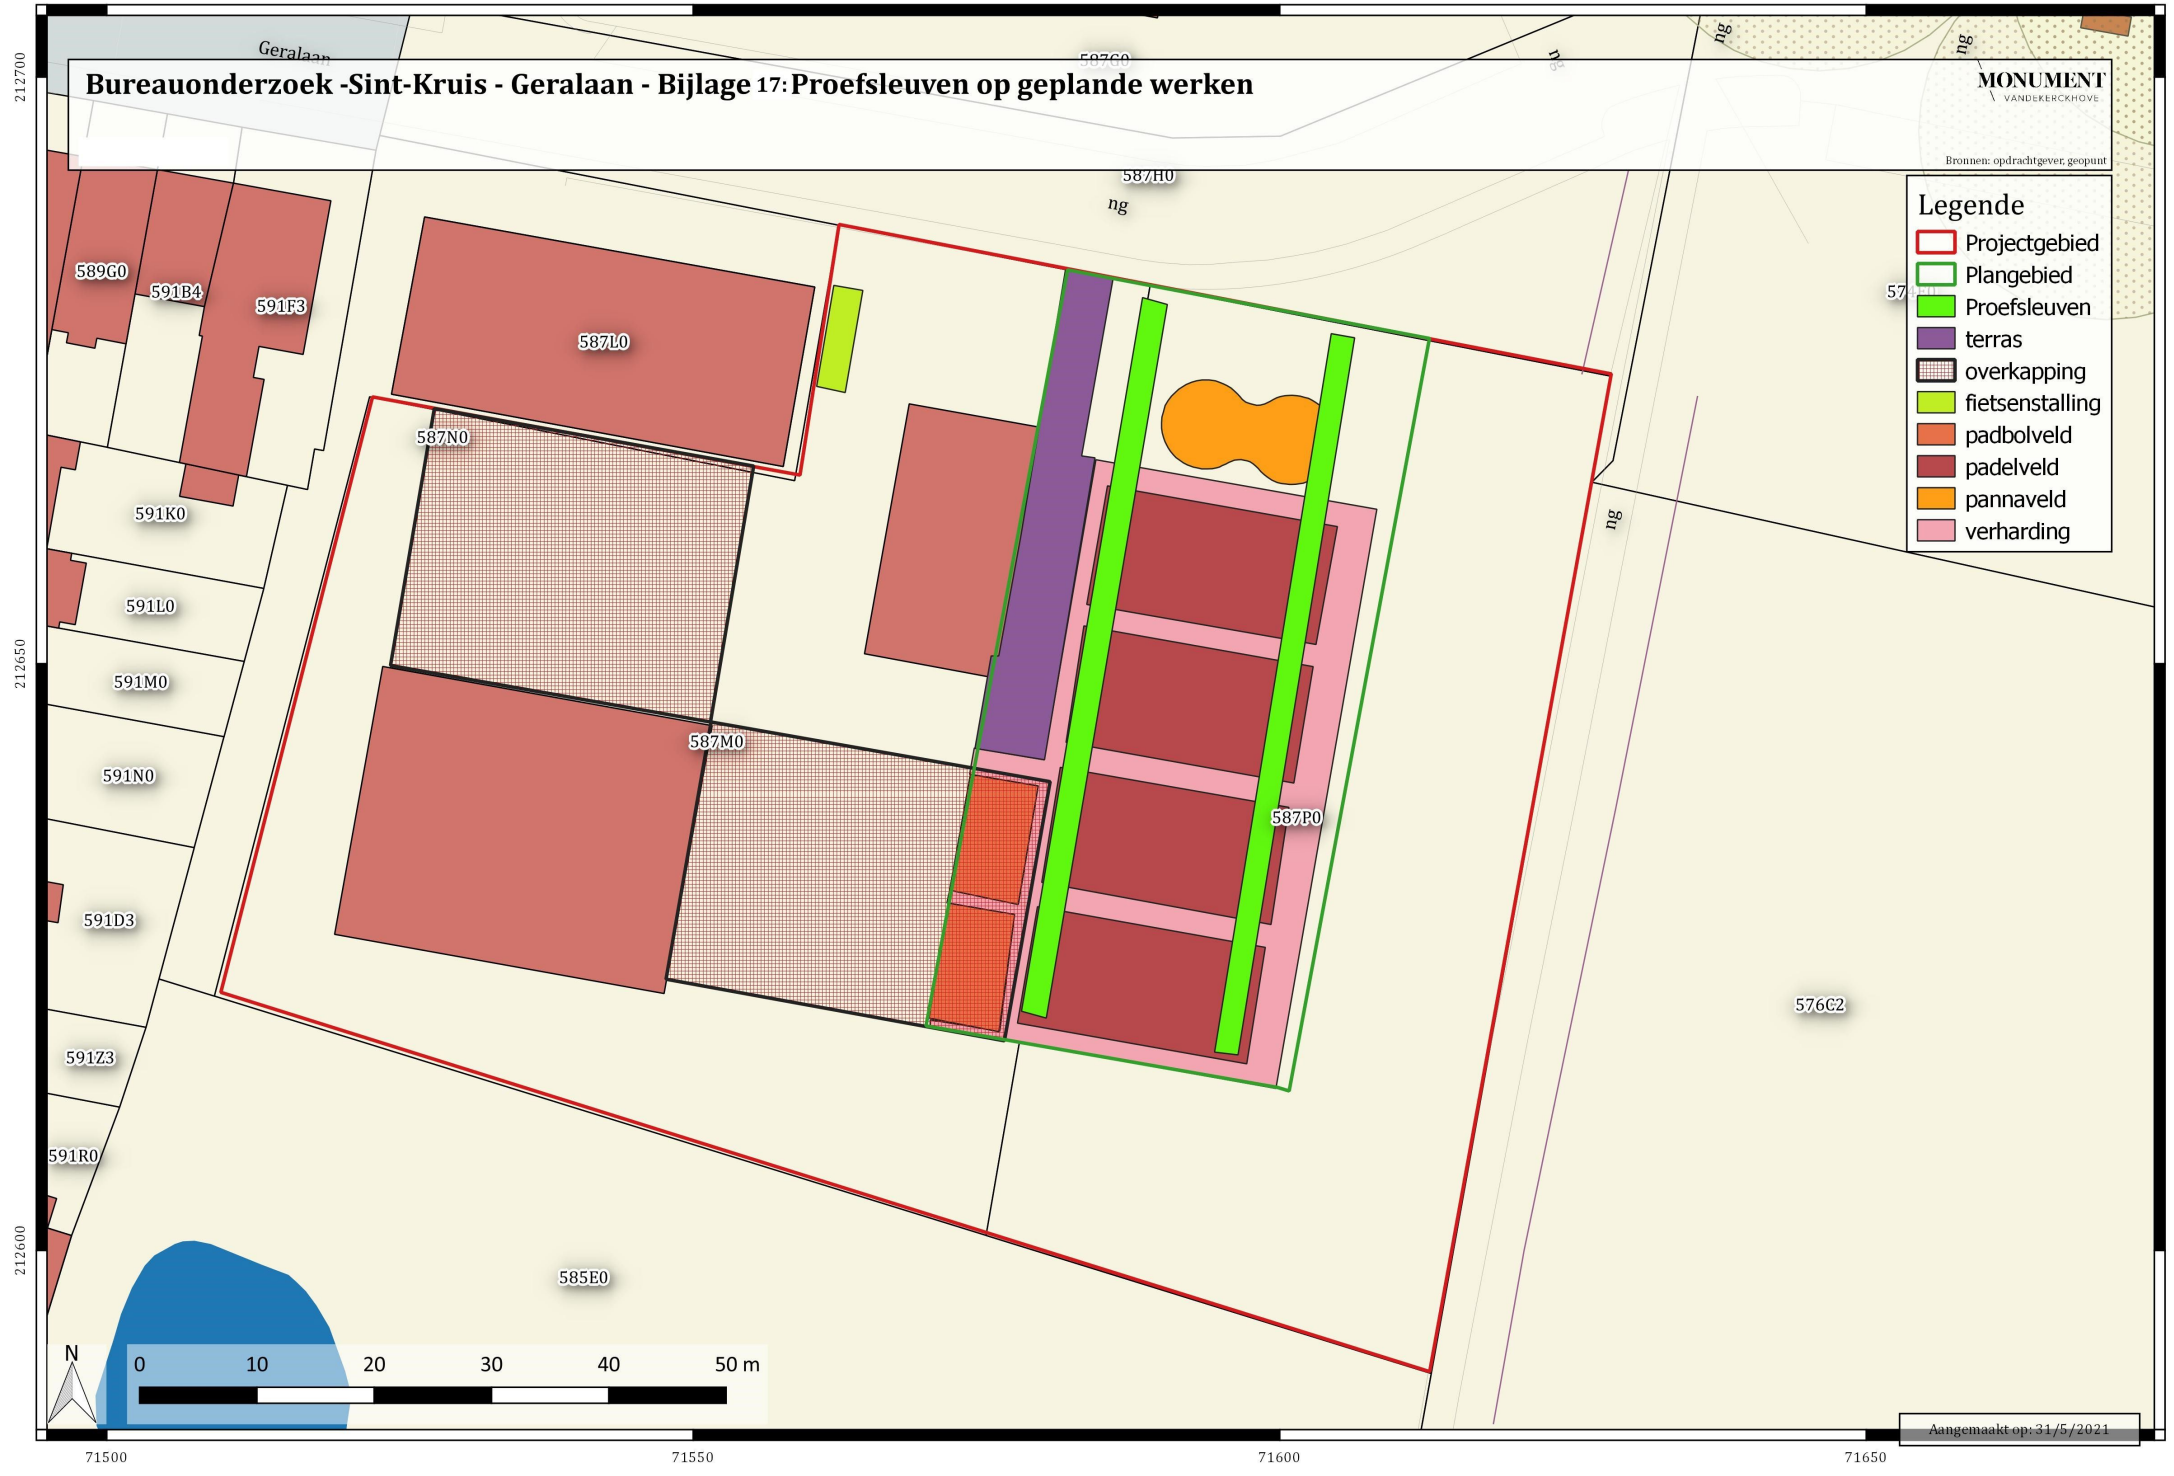 Geralaan
587G0
ng
ng
ng
Bureauonderzoek -Sint-Kruis - Geralaan - Bijlage 17: Proefsleuven op geplande werken
MONUMENT
VANDEKERCKHOVE
Bronnen: opdrachtgever, geopunt
587H0
ng
Legende
Projectgebied
Plangebied
Proefsleuven
terras
overkapping
fietsenstalling
padbolveld
padelveld
pannaveld
verharding
589G0
591B4
591F3
587L0
587N0
591K0
ng
591L0
591M0
587M0
591N0
587P0
591D3
576C2
591Z3
591R0
585E0
N
0 10 20 30 40 50 m
Aangemaakt op: 31/5/2021
212700
212650
212600
71500 71550 71600 71650